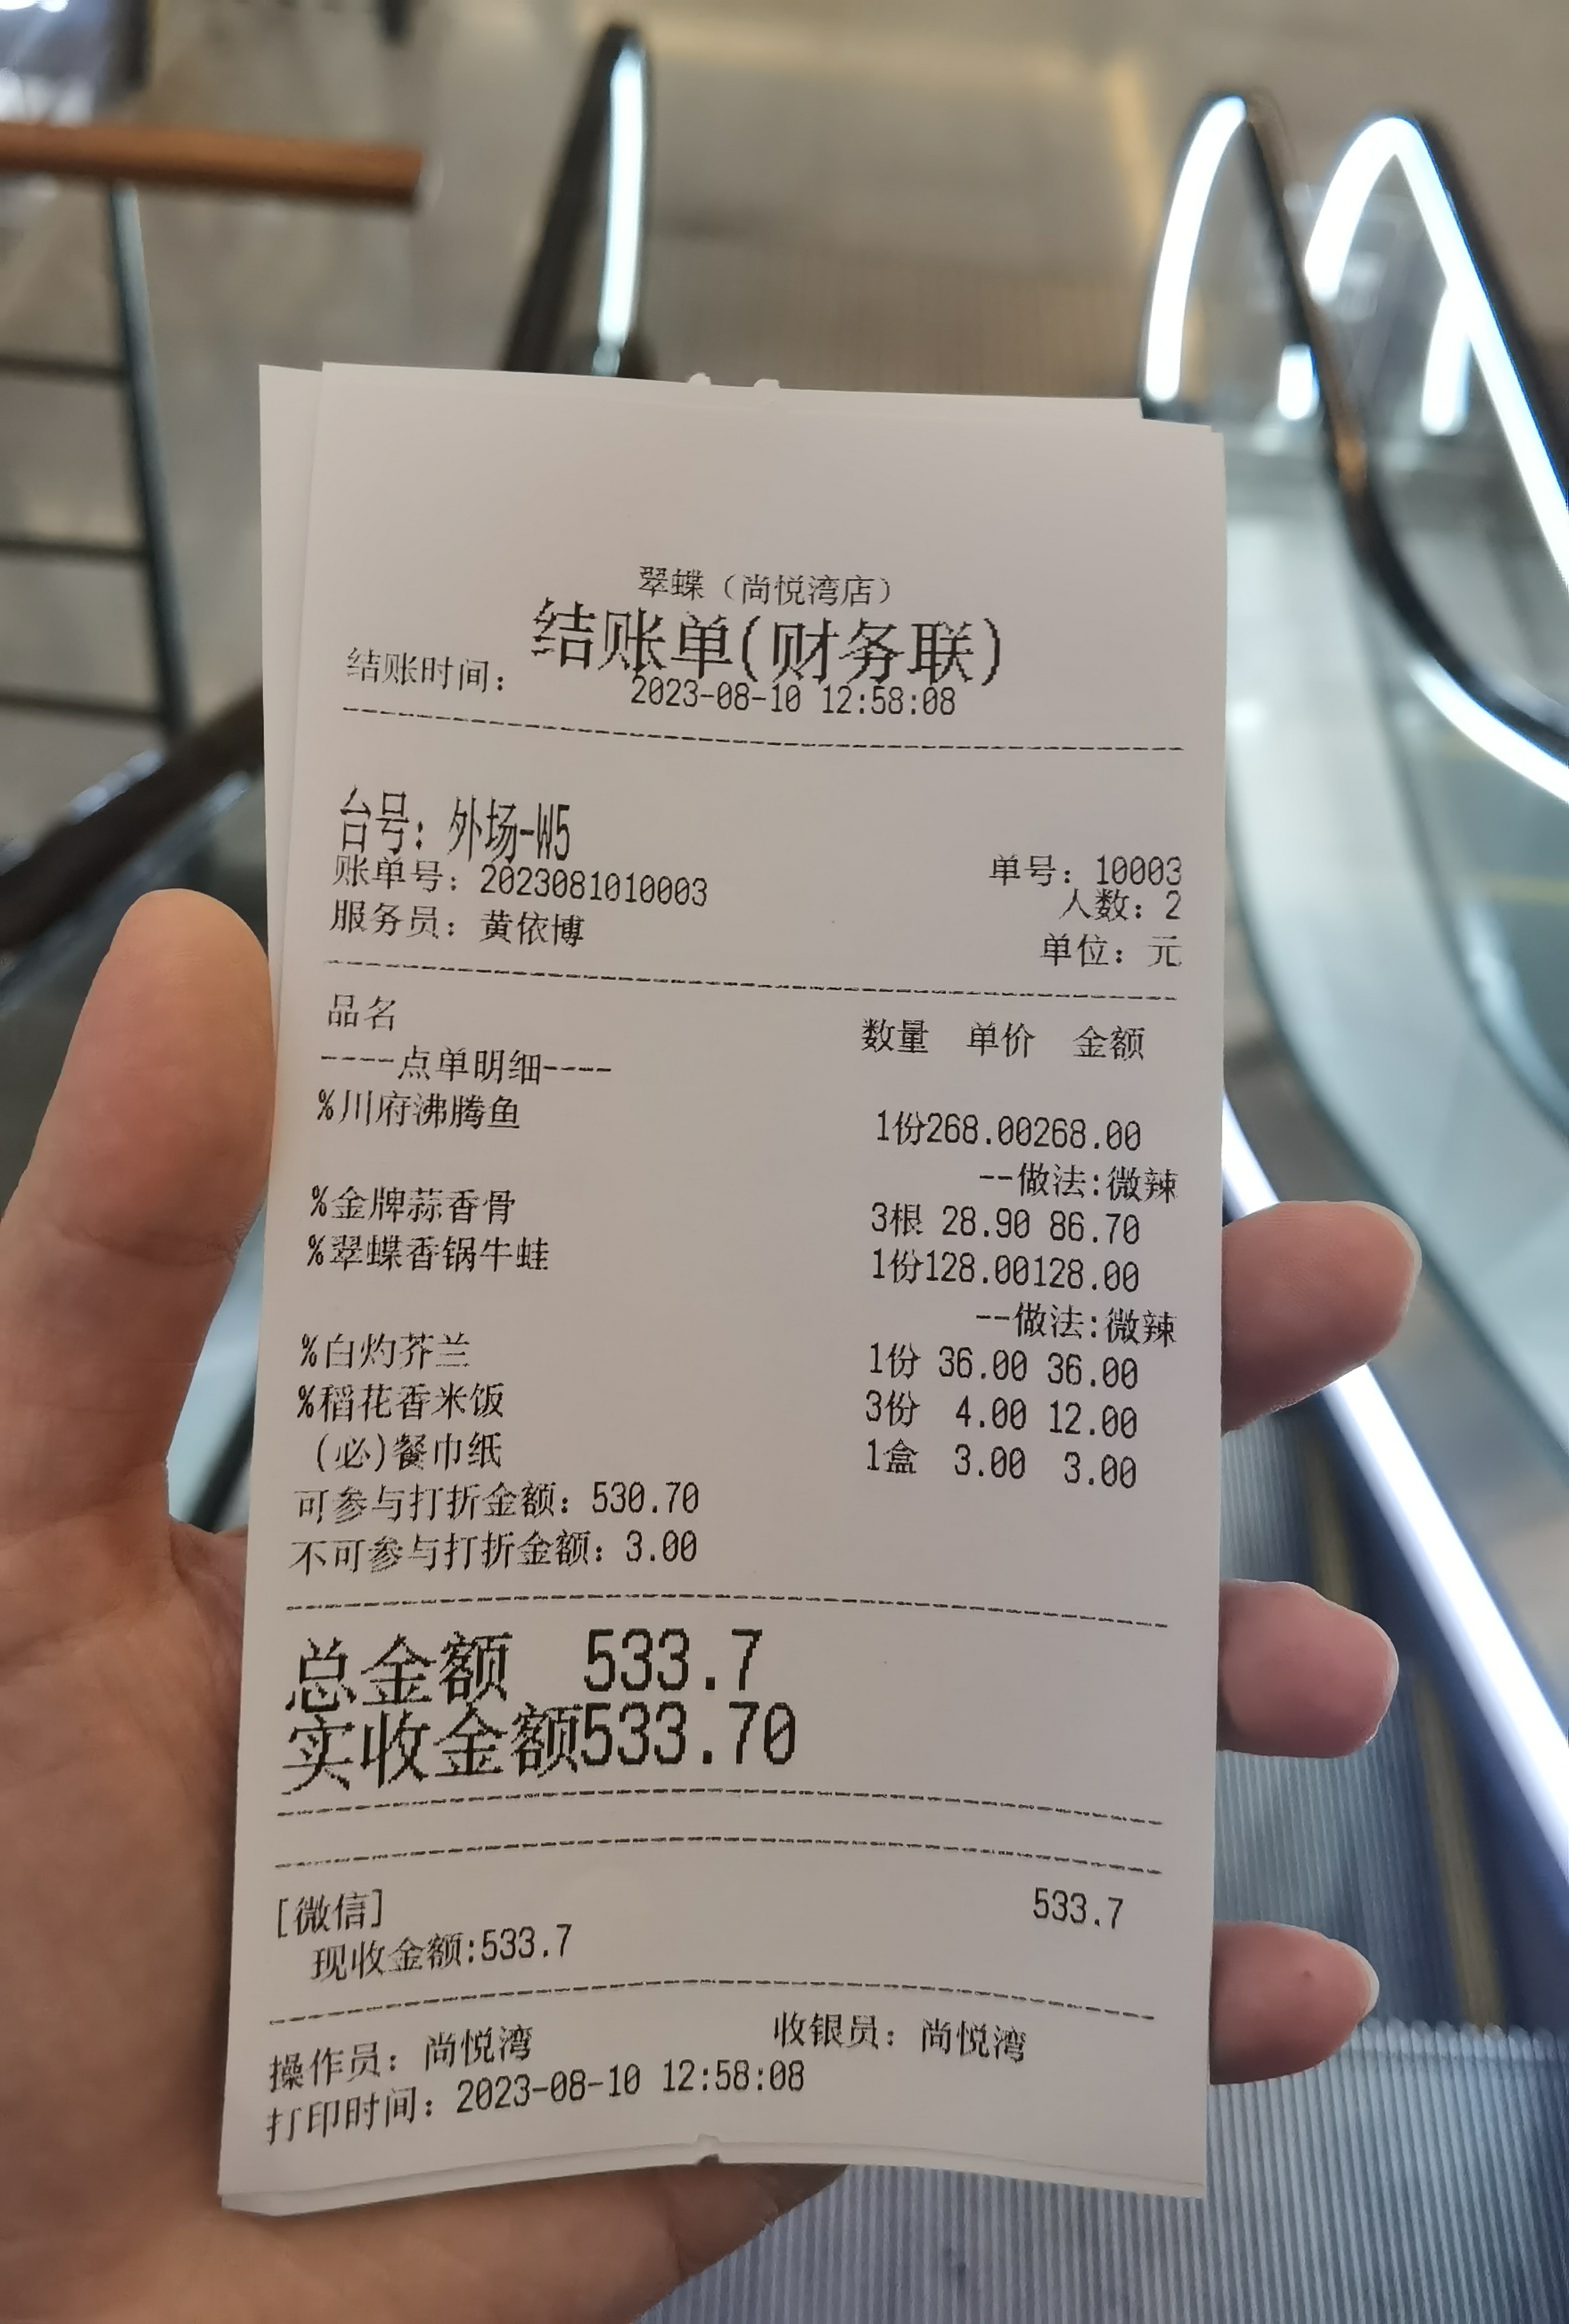 翠蝶（尚悦湾店）
结账单(财务联)
结账时间： 2023-08-10 12:58:08
台号：外场-W5
账单号：2023081010003 单号：10003
人数：2
服务员：黄依博 单位：元
品名 数量 单价 金额
----点单明细----
%川府沸腾鱼 1份268.00268.00
--做法:微辣
%金牌蒜香骨 3根 28.90 86.70
%翠蝶香锅牛蛙 1份128.00128.00
--做法:微辣
%白灼芥兰 1份 36.00 36.00
%稻花香米饭 3份 4.00 12.00
(必)餐巾纸 1盒 3.00 3.00
可参与打折金额：530.70
不可参与打折金额：3.00
总金额 533.7
实收金额533.70
[微信] 533.7
现收金额:533.7
操作员：尚悦湾 收银员：尚悦湾
打印时间：2023-08-10 12:58:08